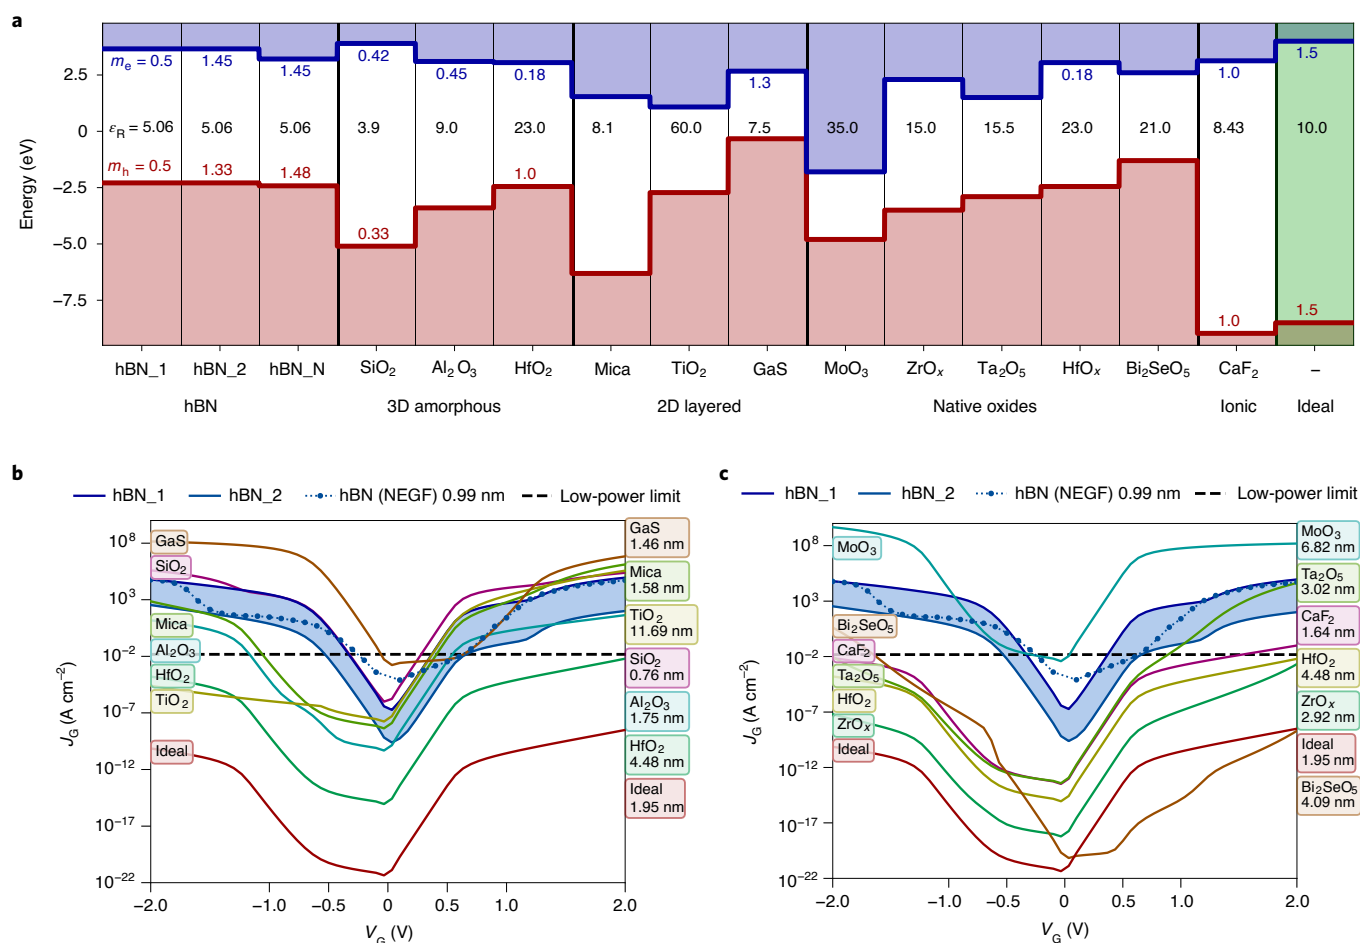 a
Energy (eV)
2.5
0
−2.5
−5.0
−7.5
mₑ = 0.5 1.45 1.45 0.42 0.45 0.18 1.3 0.18 1.0 1.5
εR = 5.06 5.06 5.06 3.9 9.0 23.0 8.1 60.0 7.5 35.0 15.0 15.5 23.0 21.0 8.43 10.0
mₕ = 0.5 1.33 1.48 0.33 1.0 1.0 1.5
hBN_1 hBN_2 hBN_N SiO₂ Al₂O₃ HfO₂ Mica TiO₂ GaS MoO₃ ZrOₓ Ta₂O₅ HfOₓ Bi₂SeO₅ CaF₂ –
hBN 3D amorphous 2D layered Native oxides Ionic Ideal
b
hBN_1 hBN_2 hBN (NEGF) 0.99 nm Low-power limit
J_G (A cm⁻²)
10⁸
10³
10⁻²
10⁻⁷
10⁻¹²
10⁻¹⁷
10⁻²²
GaS
SiO₂
Mica
Al₂O₃
HfO₂
TiO₂
Ideal
GaS
1.46 nm
Mica
1.58 nm
TiO₂
11.69 nm
SiO₂
0.76 nm
Al₂O₃
1.75 nm
HfO₂
4.48 nm
Ideal
1.95 nm
−2.0 −1.0 −0.5 0 0.5 1.0 2.0
V_G (V)
c
hBN_1 hBN_2 hBN (NEGF) 0.99 nm Low-power limit
J_G (A cm⁻²)
10⁸
10³
10⁻²
10⁻⁷
10⁻¹²
10⁻¹⁷
10⁻²²
MoO₃
Bi₂SeO₅
CaF₂
Ta₂O₅
HfO₂
ZrOₓ
Ideal
MoO₃
6.82 nm
Ta₂O₅
3.02 nm
CaF₂
1.64 nm
HfO₂
4.48 nm
ZrOₓ
2.92 nm
Ideal
1.95 nm
Bi₂SeO₅
4.09 nm
−2.0 −1.0 −0.5 0 0.5 1.0 2.0
V_G (V)